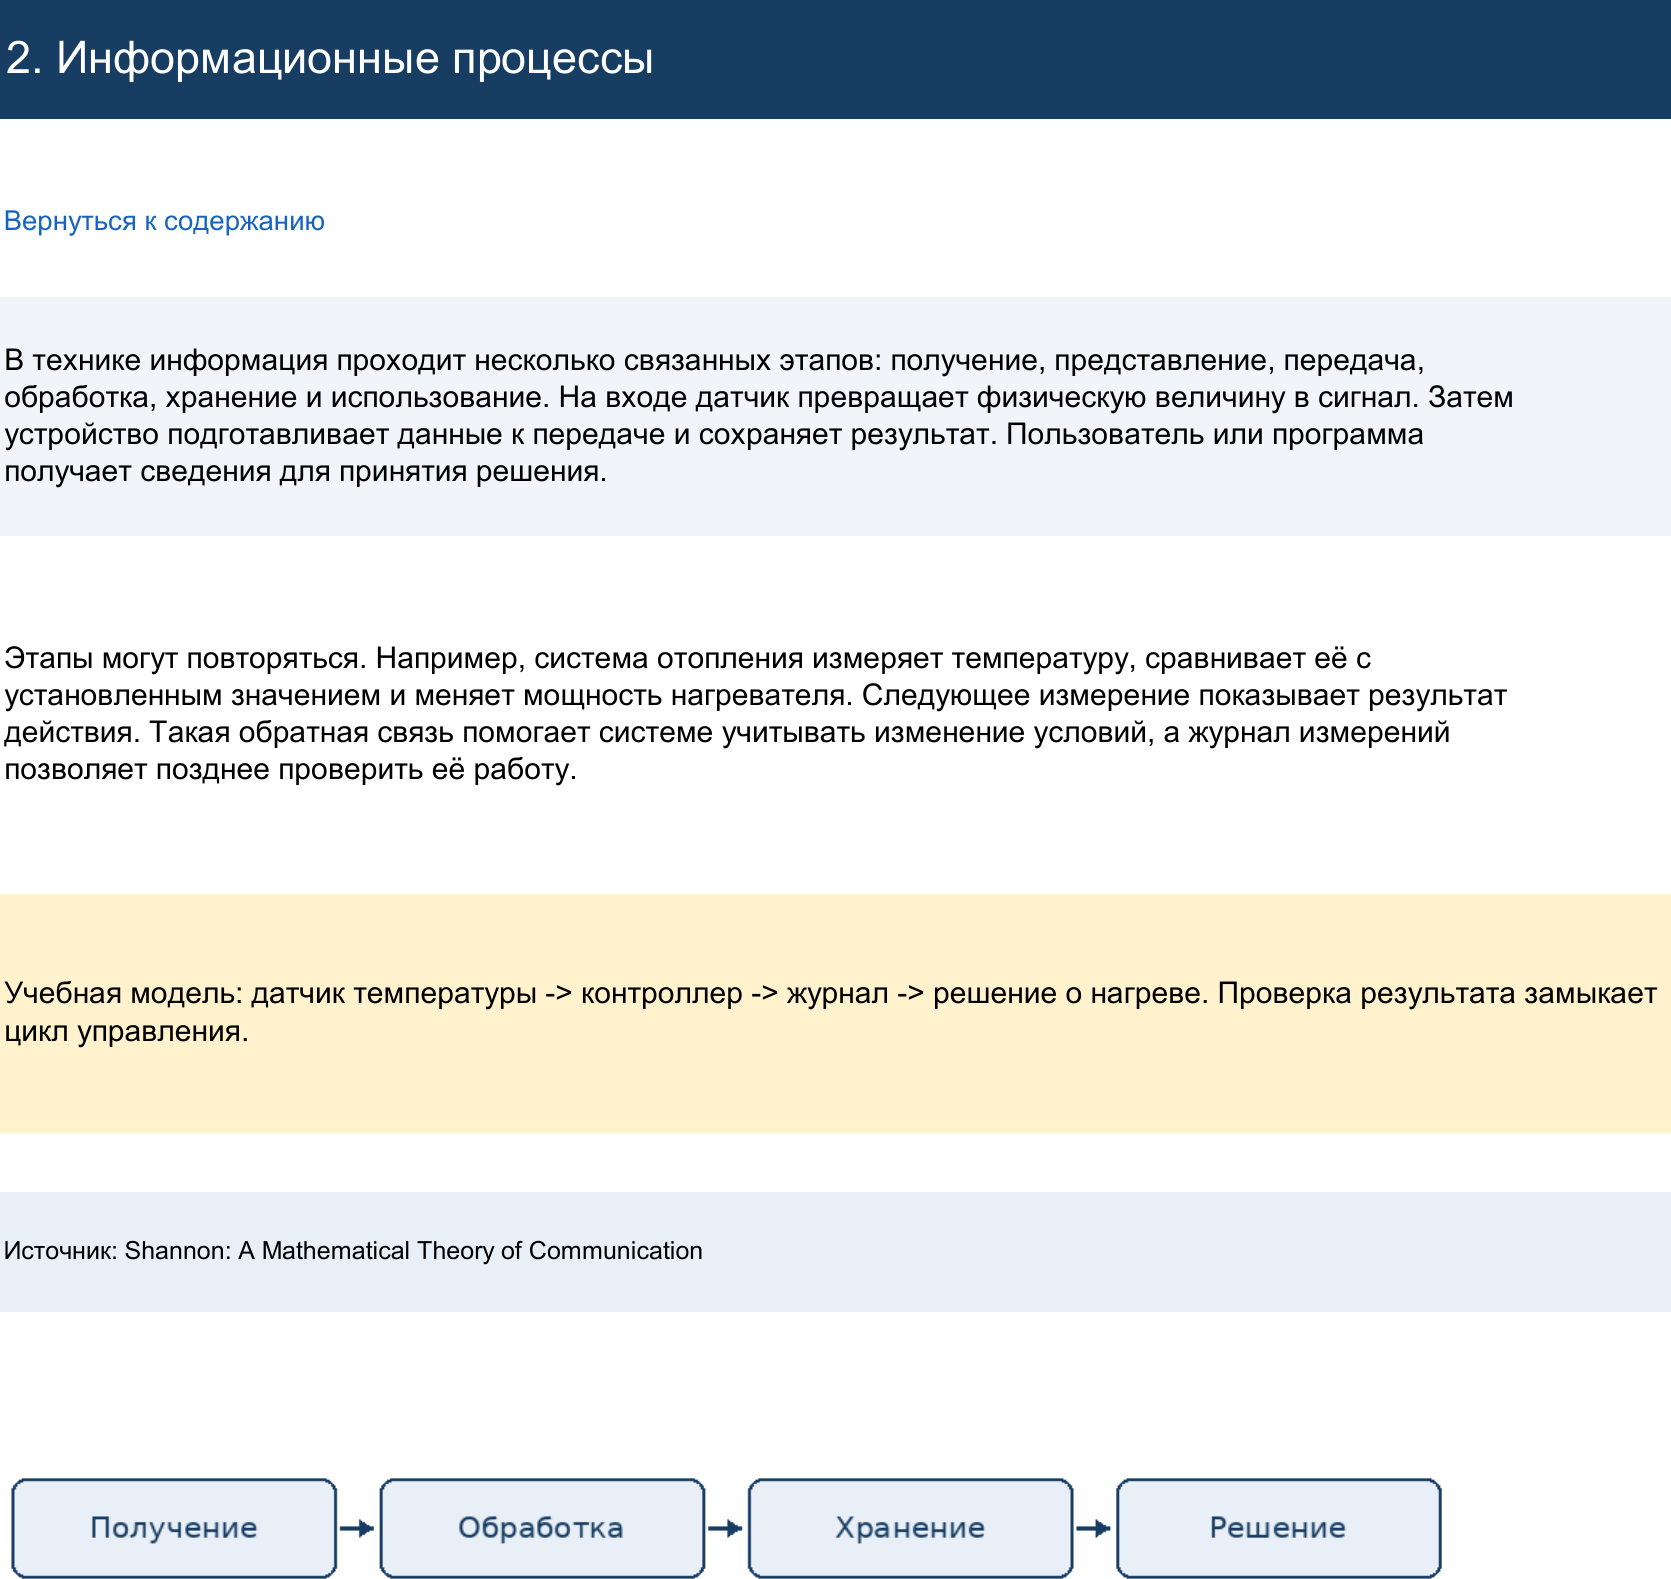 2. Информационные процессы
Вернуться к содержанию
В технике информация проходит несколько связанных этапов: получение, представление, передача,
обработка, хранение и использование. На входе датчик превращает физическую величину в сигнал. Затем
устройство подготавливает данные к передаче и сохраняет результат. Пользователь или программа
получает сведения для принятия решения.
Этапы могут повторяться. Например, система отопления измеряет температуру, сравнивает её с
установленным значением и меняет мощность нагревателя. Следующее измерение показывает результат
действия. Такая обратная связь помогает системе учитывать изменение условий, а журнал измерений
позволяет позднее проверить её работу.
Учебная модель: датчик температуры -> контроллер -> журнал -> решение о нагреве. Проверка результата замыкает
цикл управления.
Источник: Shannon: A Mathematical Theory of Communication
Получение
Обработка
Хранение
Решение